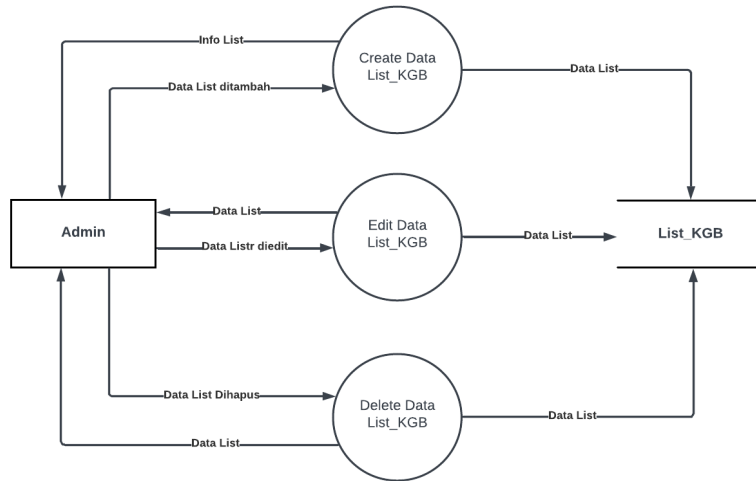 Info List
Create Data
List_KGB
Data List
Data List ditambah
Admin
Data List
Data Listr diedit
Edit Data
List_KGB
Data List
List_KGB
Data List Dihapus
Delete Data
List_KGB
Data List
Data List